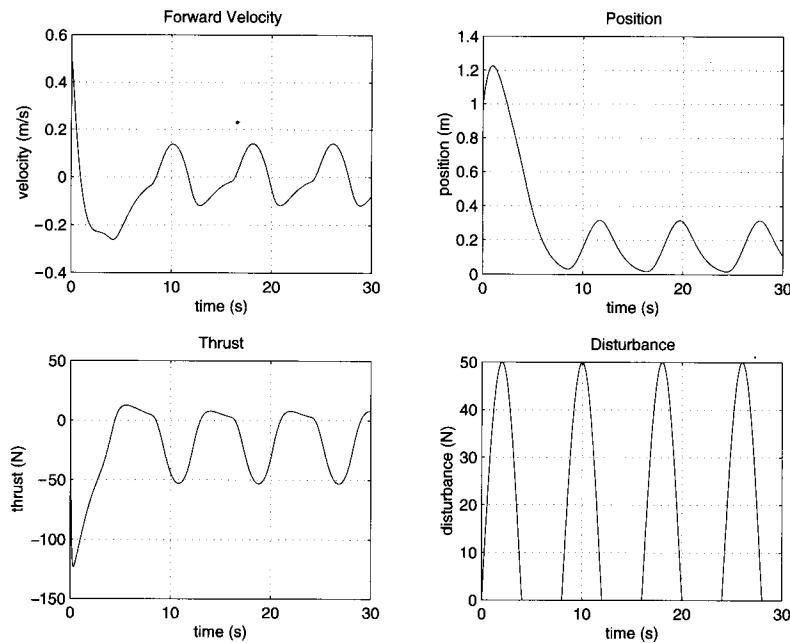 Forward Velocity
0.6
0.4
0.2
0
−0.2
−0.4
velocity (m/s)
0 10 20 30
time (s)
Position
1.4
1.2
1
0.8
0.6
0.4
0.2
0
position (m)
0 10 20 30
time (s)
Thrust
50
0
−50
−100
−150
thrust (N)
0 10 20 30
time (s)
Disturbance
50
40
30
20
10
0
disturbance (N)
0 10 20 30
time (s)